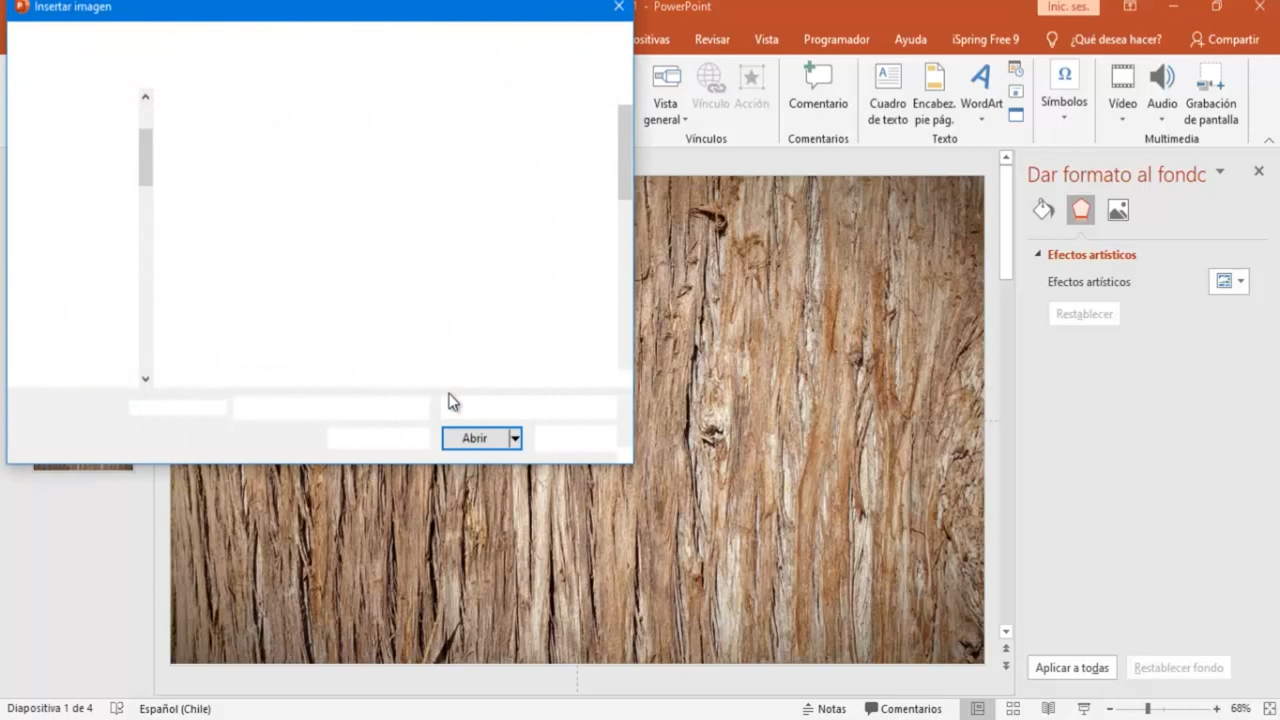 Insertar imagen
1 - PowerPoint
Inic. ses.
ositivas
Revisar
Vista
Programador
Ayuda
iSpring Free 9
¿Qué desea hacer?
Compartir
Vista
general
Vínculo
Acción
Vínculos
Comentario
Comentarios
Cuadro
de texto
Encabez.
pie pág.
WordArt
Texto
Símbolos
Vídeo
Audio
Grabación
de pantalla
Multimedia
Abrir
Dar formato al fondo
Efectos artísticos
Efectos artísticos
Restablecer
Aplicar a todas
Restablecer fondo
Diapositiva 1 de 4
Español (Chile)
Notas
Comentarios
68%